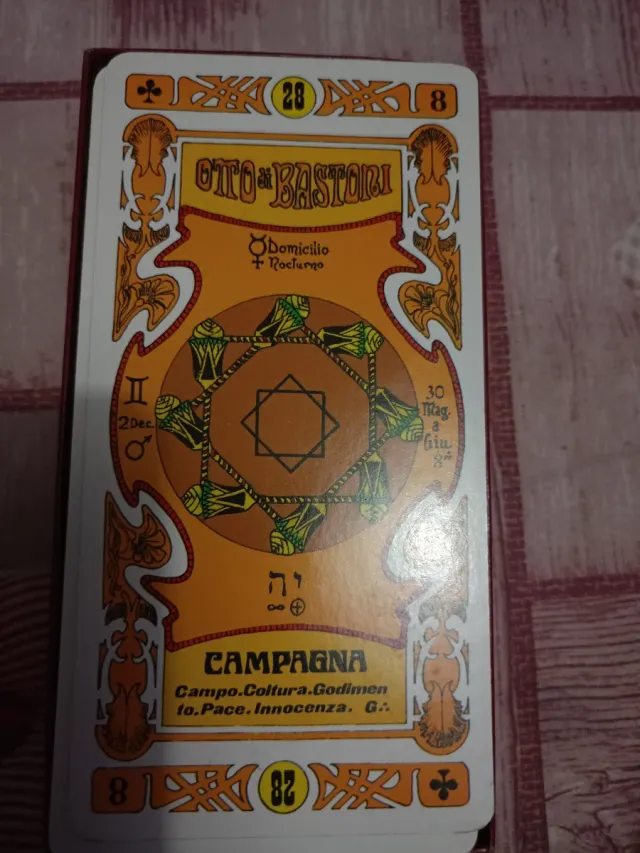 28
8
OTTO di BASTONI
☿ Domicilio
Nocturno
♊
2 Dec.
♂
30
Mag.
a
Giu.
8
יה
∞ ⊕
CAMPAGNA
Campo.Coltura.Godimen
to.Pace.Innocenza. G∴
8
28